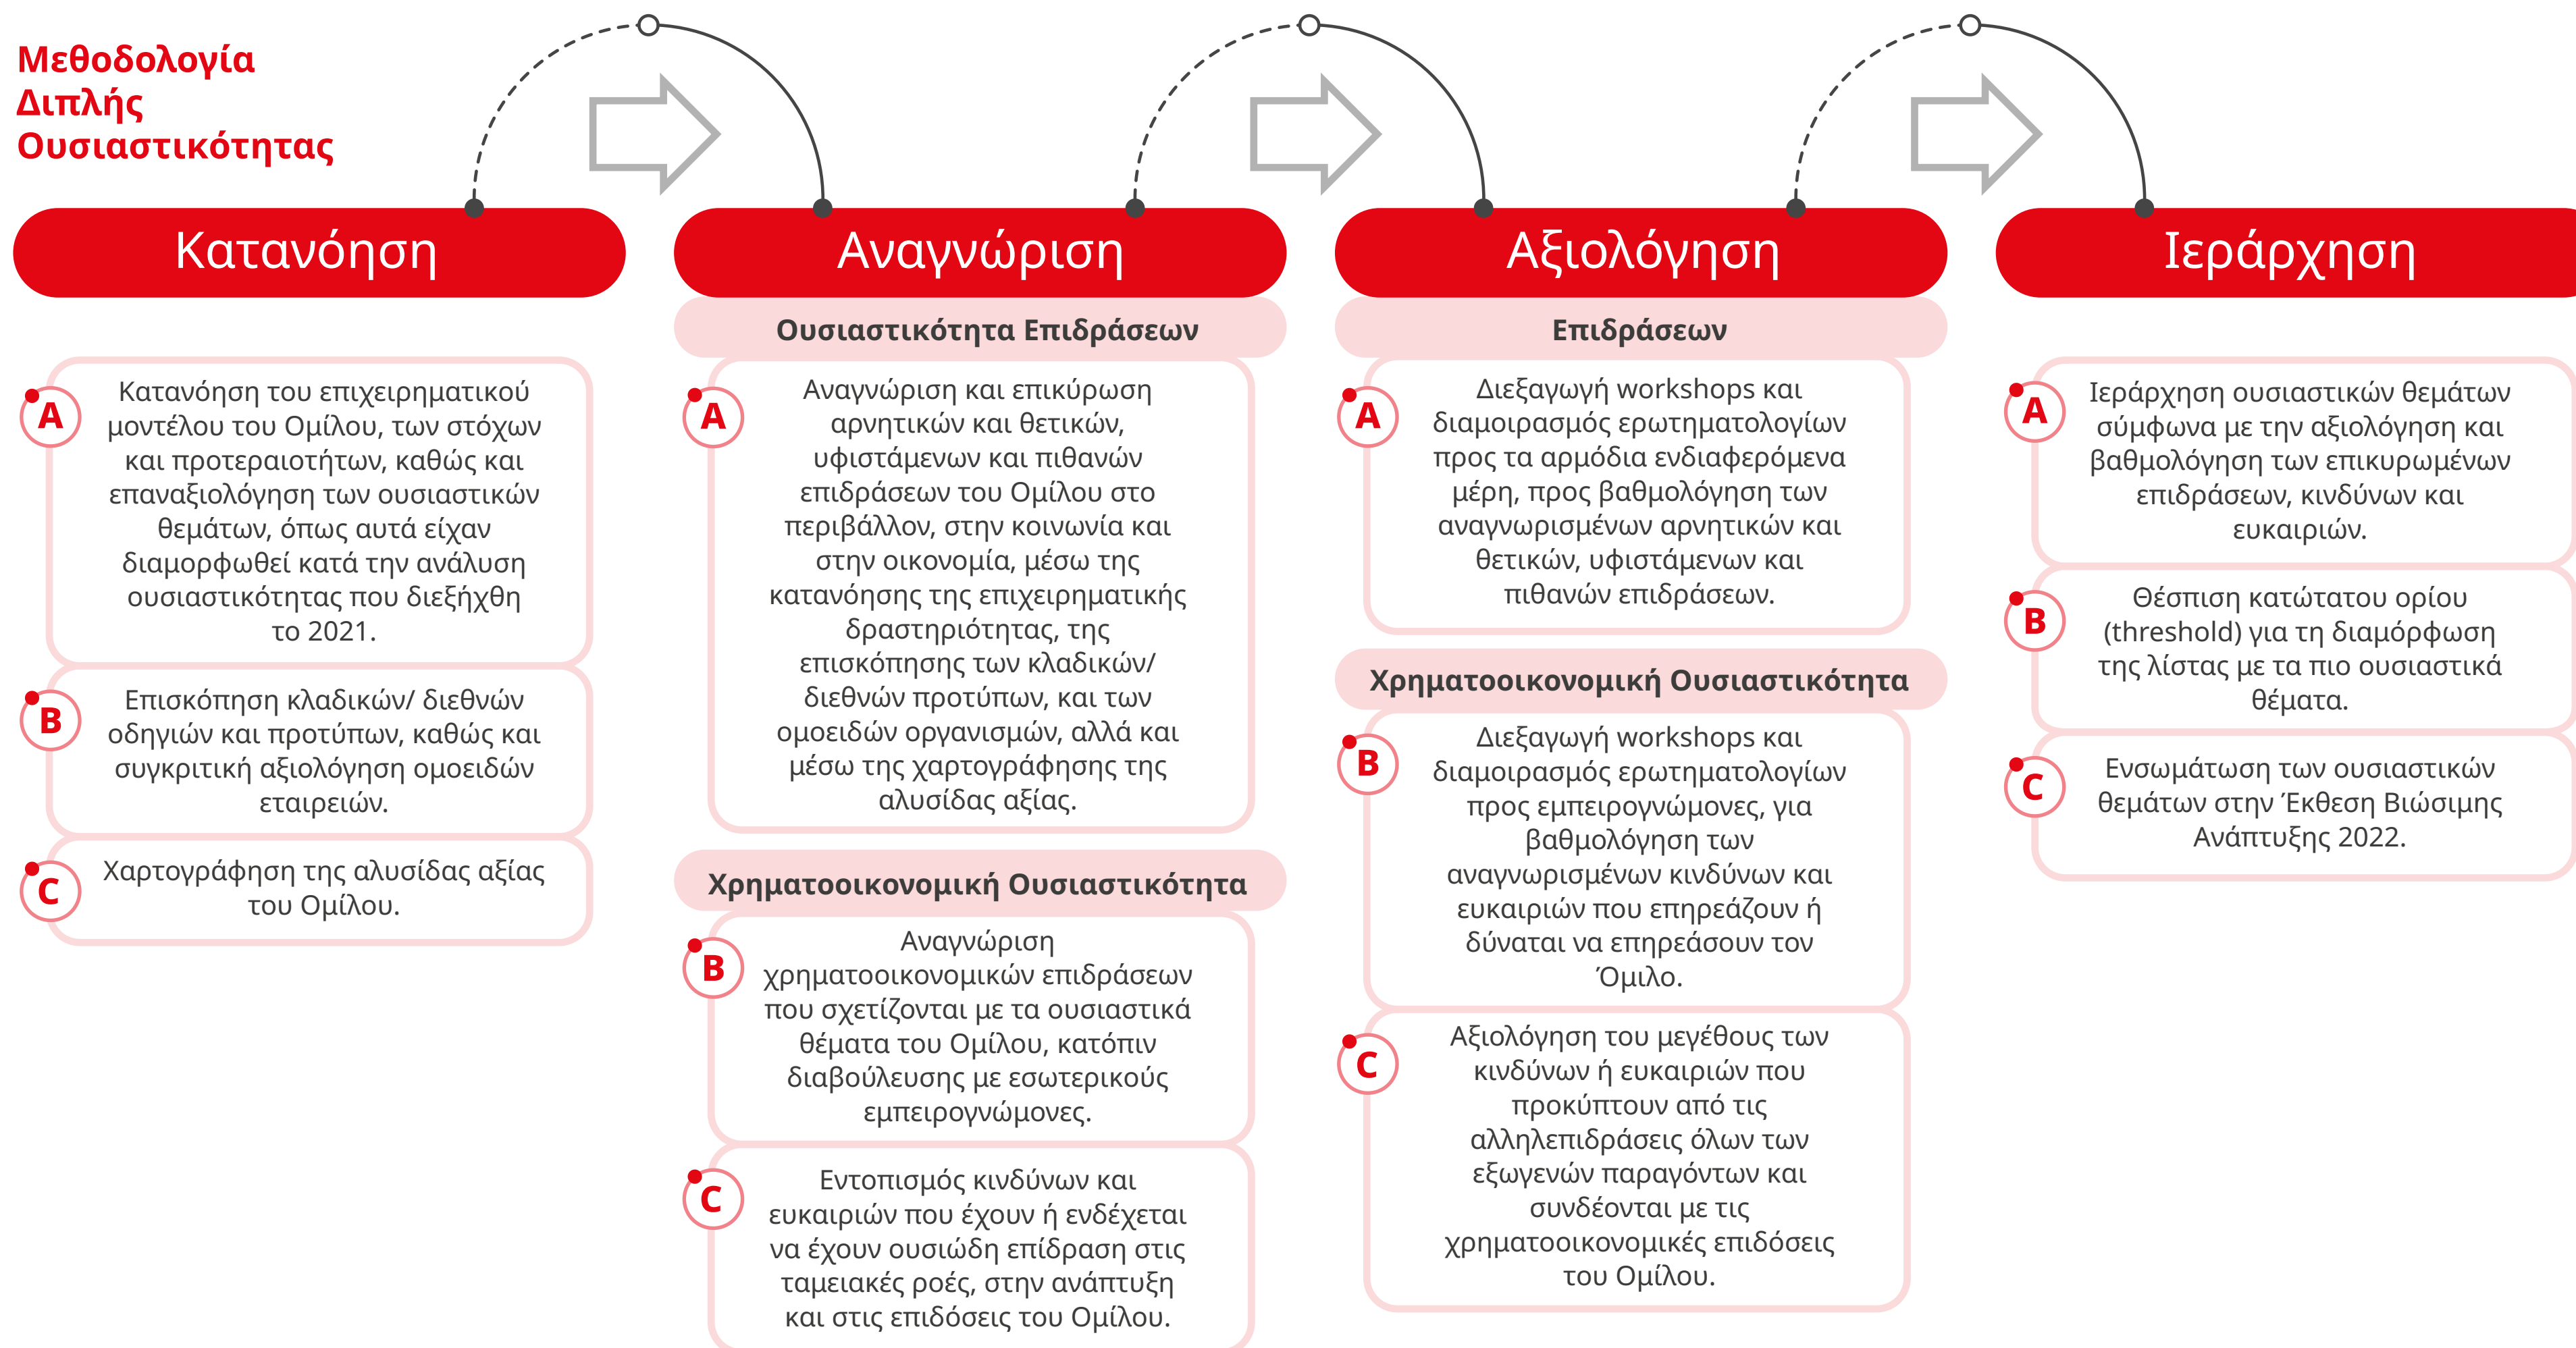 Μεθοδολογία
Διπλής
Ουσιαστικότητας
Κατανόηση
A
Κατανόηση του επιχειρηματικού
μοντέλου του Ομίλου, των στόχων
και προτεραιοτήτων, καθώς και
επαναξιολόγηση των ουσιαστικών
θεμάτων, όπως αυτά είχαν
διαμορφωθεί κατά την ανάλυση
ουσιαστικότητας που διεξήχθη
το 2021.
B
Επισκόπηση κλαδικών/ διεθνών
οδηγιών και προτύπων, καθώς και
συγκριτική αξιολόγηση ομοειδών
εταιρειών.
C
Χαρτογράφηση της αλυσίδας αξίας
του Ομίλου.
Αναγνώριση
Ουσιαστικότητα Επιδράσεων
A
Αναγνώριση και επικύρωση
αρνητικών και θετικών,
υφιστάμενων και πιθανών
επιδράσεων του Ομίλου στο
περιβάλλον, στην κοινωνία και
στην οικονομία, μέσω της
κατανόησης της επιχειρηματικής
δραστηριότητας, της
επισκόπησης των κλαδικών/
διεθνών προτύπων, και των
ομοειδών οργανισμών, αλλά και
μέσω της χαρτογράφησης της
αλυσίδας αξίας.
Χρηματοοικονομική Ουσιαστικότητα
B
Αναγνώριση
χρηματοοικονομικών επιδράσεων
που σχετίζονται με τα ουσιαστικά
θέματα του Ομίλου, κατόπιν
διαβούλευσης με εσωτερικούς
εμπειρογνώμονες.
C
Εντοπισμός κινδύνων και
ευκαιριών που έχουν ή ενδέχεται
να έχουν ουσιώδη επίδραση στις
ταμειακές ροές, στην ανάπτυξη
και στις επιδόσεις του Ομίλου.
Αξιολόγηση
Επιδράσεων
A
Διεξαγωγή workshops και
διαμοιρασμός ερωτηματολογίων
προς τα αρμόδια ενδιαφερόμενα
μέρη, προς βαθμολόγηση των
αναγνωρισμένων αρνητικών και
θετικών, υφιστάμενων και
πιθανών επιδράσεων.
Χρηματοοικονομική Ουσιαστικότητα
B
Διεξαγωγή workshops και
διαμοιρασμός ερωτηματολογίων
προς εμπειρογνώμονες, για
βαθμολόγηση των
αναγνωρισμένων κινδύνων και
ευκαιριών που επηρεάζουν ή
δύναται να επηρεάσουν τον
Όμιλο.
C
Αξιολόγηση του μεγέθους των
κινδύνων ή ευκαιριών που
προκύπτουν από τις
αλληλεπιδράσεις όλων των
εξωγενών παραγόντων και
συνδέονται με τις
χρηματοοικονομικές επιδόσεις
του Ομίλου.
Ιεράρχηση
A
Ιεράρχηση ουσιαστικών θεμάτων
σύμφωνα με την αξιολόγηση και
βαθμολόγηση των επικυρωμένων
επιδράσεων, κινδύνων και
ευκαιριών.
B
Θέσπιση κατώτατου ορίου
(threshold) για τη διαμόρφωση
της λίστας με τα πιο ουσιαστικά
θέματα.
C
Ενσωμάτωση των ουσιαστικών
θεμάτων στην Έκθεση Βιώσιμης
Ανάπτυξης 2022.